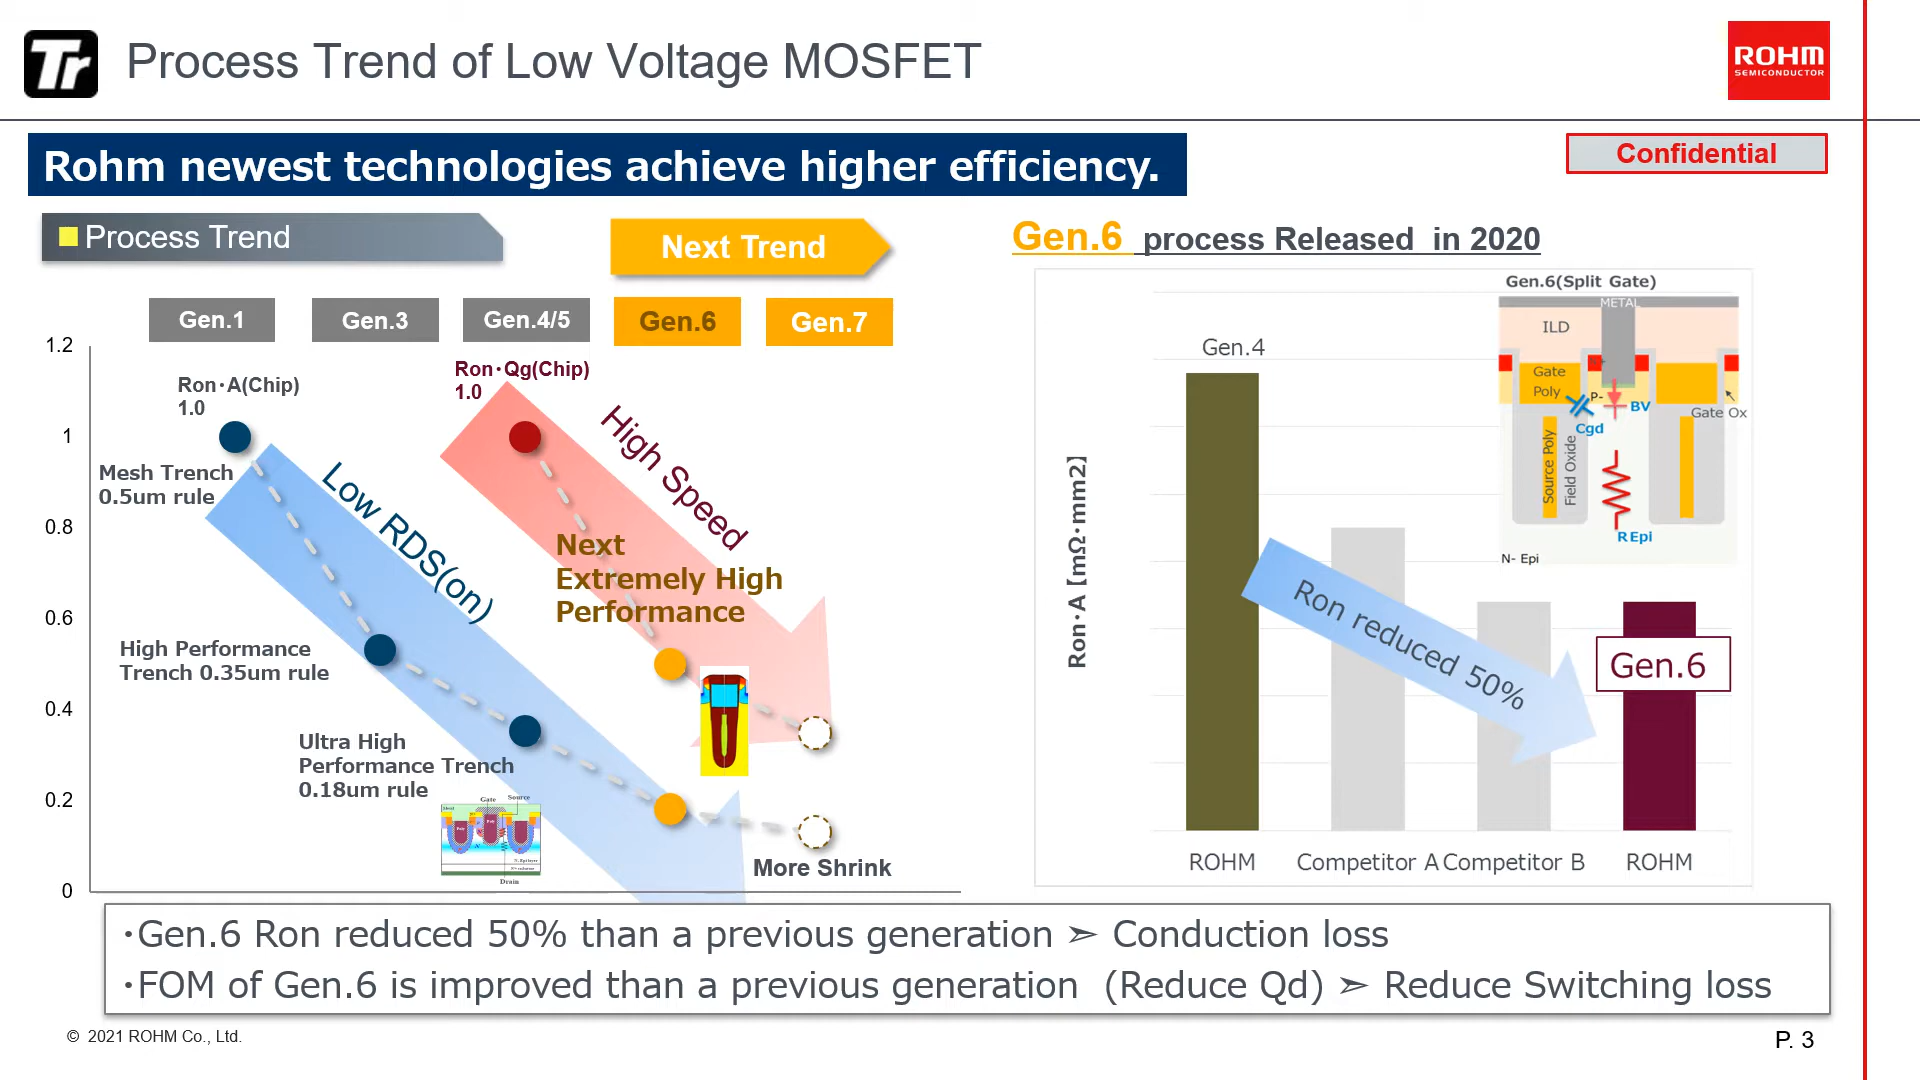 Tr
Process Trend of Low Voltage MOSFET
ROHM
SEMICONDUCTOR
Rohm newest technologies achieve higher efficiency.
Confidential
Process Trend
Next Trend
Gen.6 process Released in 2020
Gen.1
Gen.3
Gen.4/5
Gen.6
Gen.7
1.2
1
0.8
0.6
0.4
0.2
0
Ron・A(Chip)
1.0
Ron・Qg(Chip)
1.0
Mesh Trench
0.5um rule
Low RDS(on)
High Speed
Next
Extremely High
Performance
High Performance
Trench 0.35um rule
Ultra High
Performance Trench
0.18um rule
Gate
Source
Drain
More Shrink
Gen.6(Split Gate)
METAL
ILD
Gate
Poly
P-
BV
Cgd
Gate Ox
Source Poly
Field Oxide
REpi
N- Epi
Gen.4
Ron・A [mΩ・mm2]
Ron reduced 50%
Gen.6
ROHM
Competitor A
Competitor B
ROHM
・Gen.6 Ron reduced 50% than a previous generation ➣ Conduction loss
・FOM of Gen.6 is improved than a previous generation (Reduce Qd) ➣ Reduce Switching loss
© 2021 ROHM Co., Ltd.
P. 3